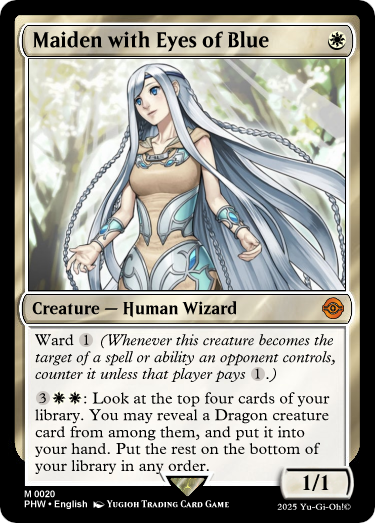 Maiden with Eyes of Blue
Creature — Human Wizard
Ward 1 (Whenever this creature becomes the
target of a spell or ability an opponent controls,
counter it unless that player pays 1.)
3: Look at the top four cards of your
library. You may reveal a Dragon creature
card from among them, and put it into
your hand. Put the rest on the bottom of
your library in any order.
1/1
M 0020
PHW • English Yugioh Trading Card Game
2025 Yu-Gi-Oh!©